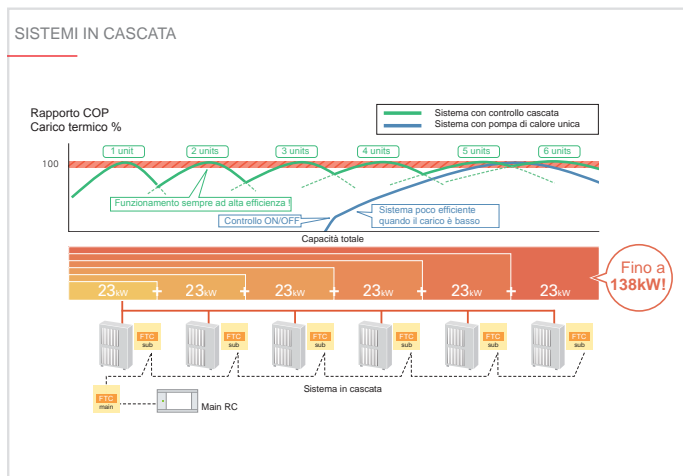 SISTEMI IN CASCATA
Rapporto COP
Carico termico %
Sistema con controllo cascata
Sistema con pompa di calore unica
1 unit
2 units
3 units
4 units
5 units
6 units
100
Funzionamento sempre ad alta efficienza !
Controllo ON/OFF
Sistema poco efficiente
quando il carico è basso
Capacità totale
23kW + 23kW + 23kW + 23kW + 23kW + 23kW
Fino a
138kW!
FTC
sub
FTC
sub
FTC
sub
FTC
sub
FTC
sub
FTC
sub
Sistema in cascata
FTC
main
Main RC